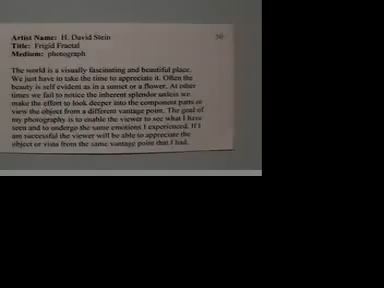 Artist Name: H. David Stein
Title: Frigid Fractal
Medium: photograph
The world is a visually fascinating and beautiful place.
We just have to take the time to appreciate it. Often the
beauty is self evident as in a sunset or a flower. At other
times we fail to notice the inherent splendor unless we
make the effort to look deeper into the component parts or
view the object from a different vantage point. The goal of
my photography is to enable the viewer to see what I have
seen and to undergo the same emotions I experienced. If I
am successful the viewer will be able to appreciate the
object or vista from the same vantage point that I had.